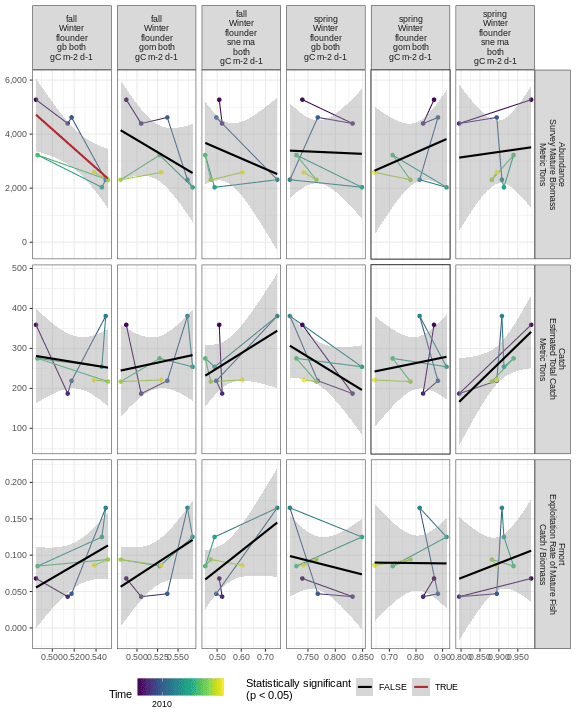 fall
Winter
flounder
gb both
gC m-2 d-1
fall
Winter
flounder
gom both
gC m-2 d-1
fall
Winter
flounder
sne ma
both
gC m-2 d-1
spring
Winter
flounder
gb both
gC m-2 d-1
spring
Winter
flounder
gom both
gC m-2 d-1
spring
Winter
flounder
sne ma
both
gC m-2 d-1
6,000
4,000
2,000
0
Abundance
Survey Mature Biomass
Metric Tons
500
400
300
200
100
Catch
Estimated Total Catch
Metric Tons
0.200
0.150
0.100
0.050
0.000
Fmort
Exploitation Rate of Mature Fish
Catch / Biomass
0.500 0.520 0.540
0.500 0.525 0.550
0.50 0.60 0.70
0.750 0.800 0.850
0.70 0.80 0.90
0.800 0.850 0.900 0.950
Time
2010
Statistically significant
(p < 0.05)
FALSE
TRUE